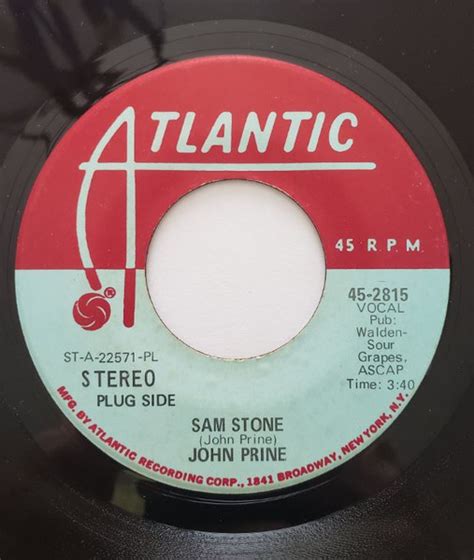 ATLANTIC
45 R.P.M.
45-2815
VOCAL
Pub:
Walden-
Sour
Grapes,
ASCAP
Time: 3:40
ST-A-22571-PL
STEREO
PLUG SIDE
SAM STONE
(John Prine)
JOHN PRINE
MFG. BY ATLANTIC RECORDING CORP., 1841 BROADWAY, NEW YORK, N.Y.